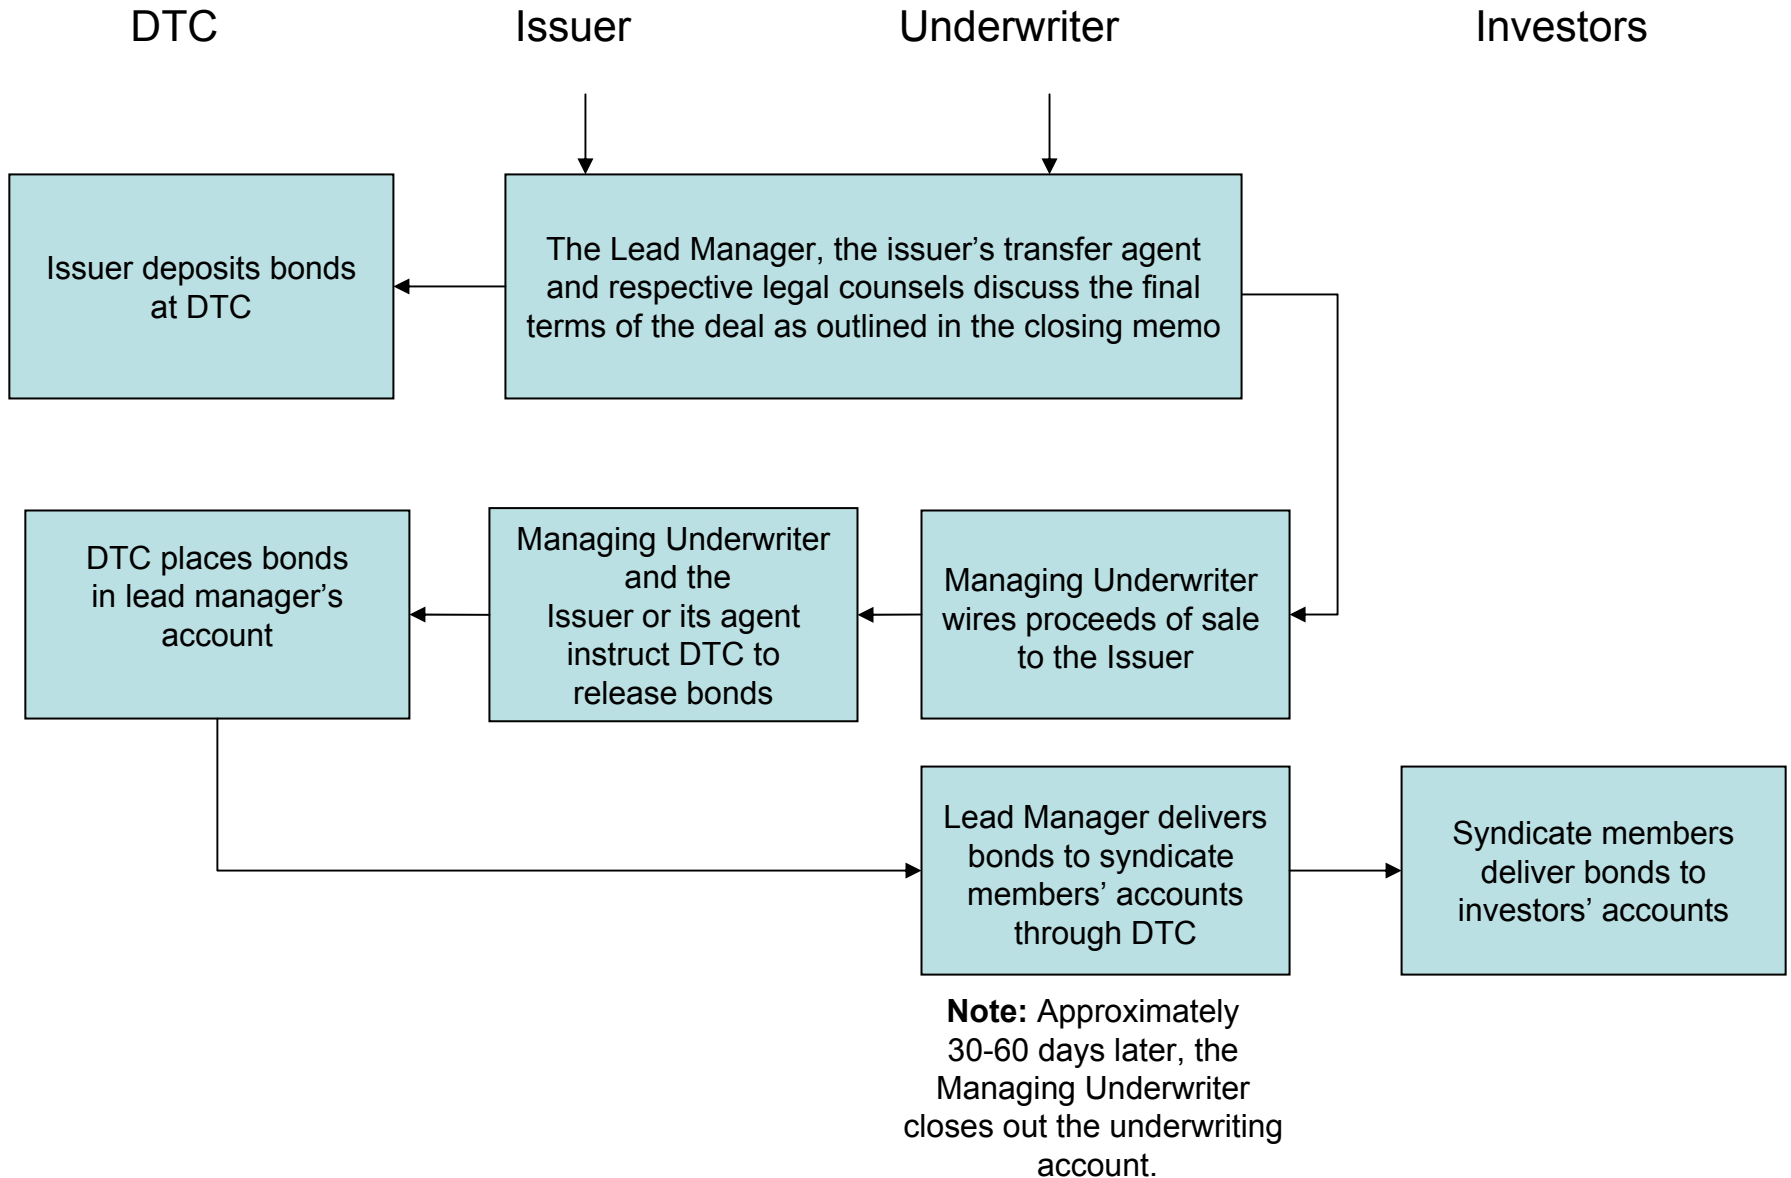 DTC
Issuer
Underwriter
Investors
Issuer deposits bonds
at DTC
The Lead Manager, the issuer’s transfer agent
and respective legal counsels discuss the final
terms of the deal as outlined in the closing memo
DTC places bonds
in lead manager’s
account
Managing Underwriter
and the
Issuer or its agent
instruct DTC to
release bonds
Managing Underwriter
wires proceeds of sale
to the Issuer
Lead Manager delivers
bonds to syndicate
members’ accounts
through DTC
Syndicate members
deliver bonds to
investors’ accounts
Note: Approximately
30-60 days later, the
Managing Underwriter
closes out the underwriting
account.